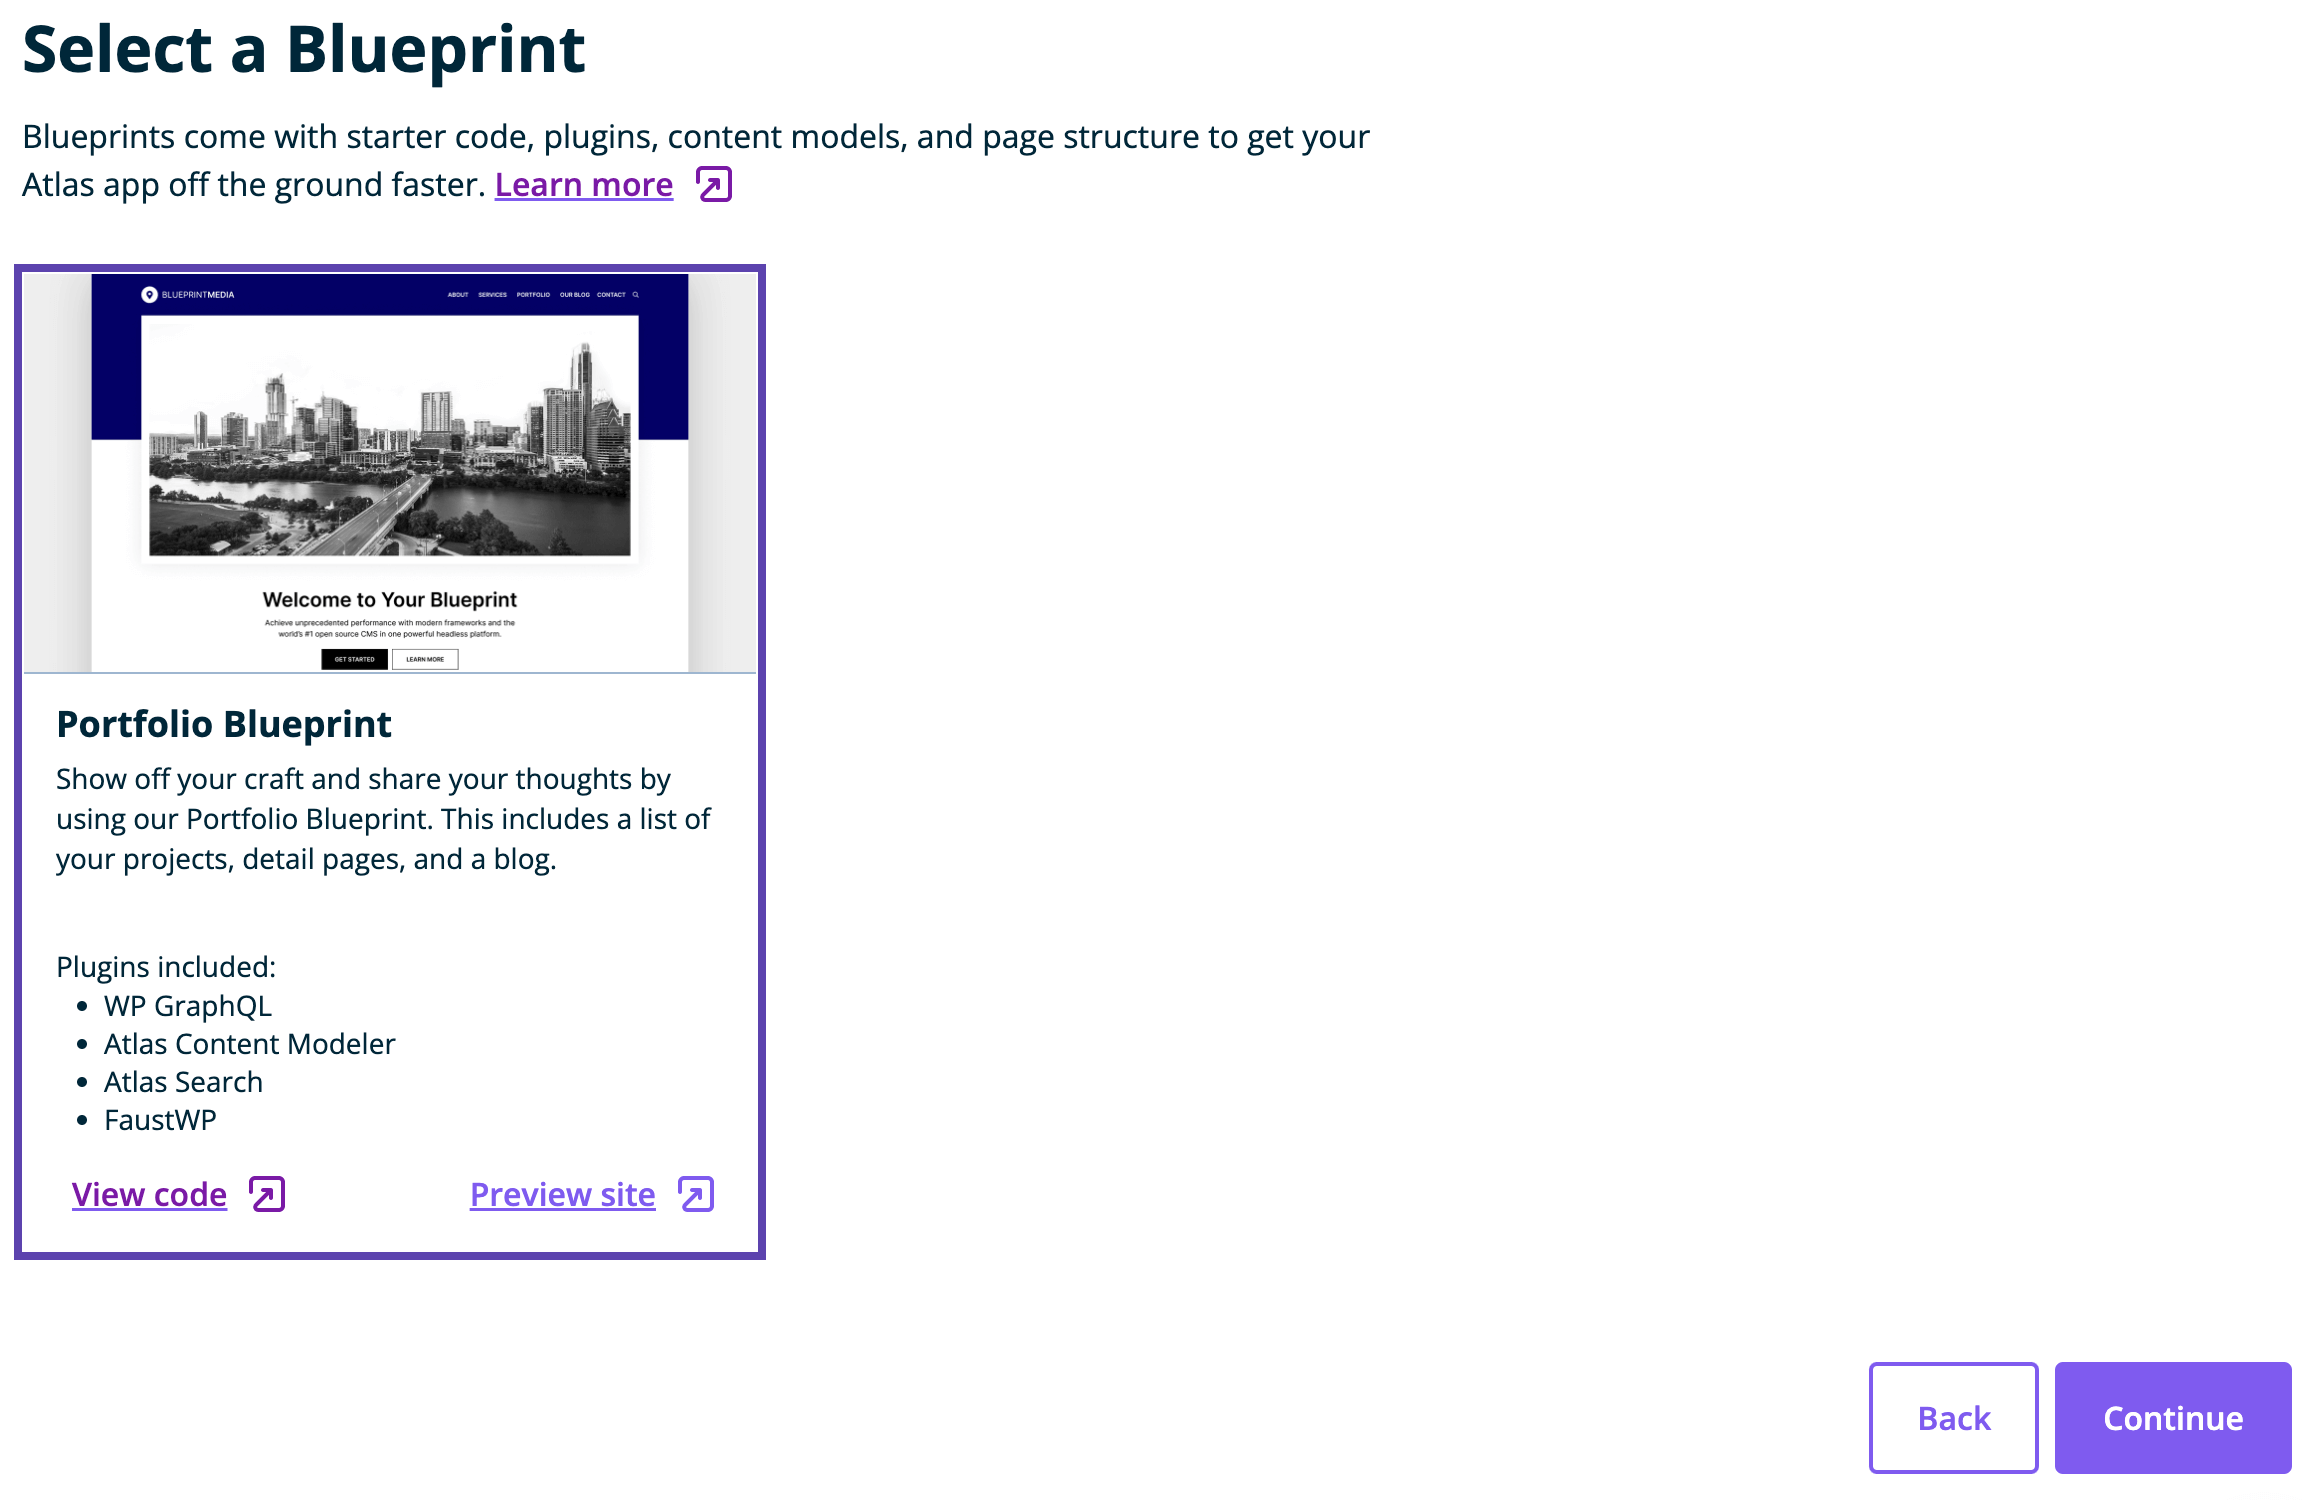 Select a Blueprint
Blueprints come with starter code, plugins, content models, and page structure to get your
Atlas app off the ground faster. Learn more
BLUEPRINTMEDIA
ABOUT SERVICES PORTFOLIO OUR BLOG CONTACT
Welcome to Your Blueprint
Achieve unprecedented performance with modern frameworks and the
world's #1 open source CMS in one powerful headless platform.
GET STARTED LEARN MORE
Portfolio Blueprint
Show off your craft and share your thoughts by
using our Portfolio Blueprint. This includes a list of
your projects, detail pages, and a blog.
Plugins included:
• WP GraphQL
• Atlas Content Modeler
• Atlas Search
• FaustWP
View code Preview site
Back Continue